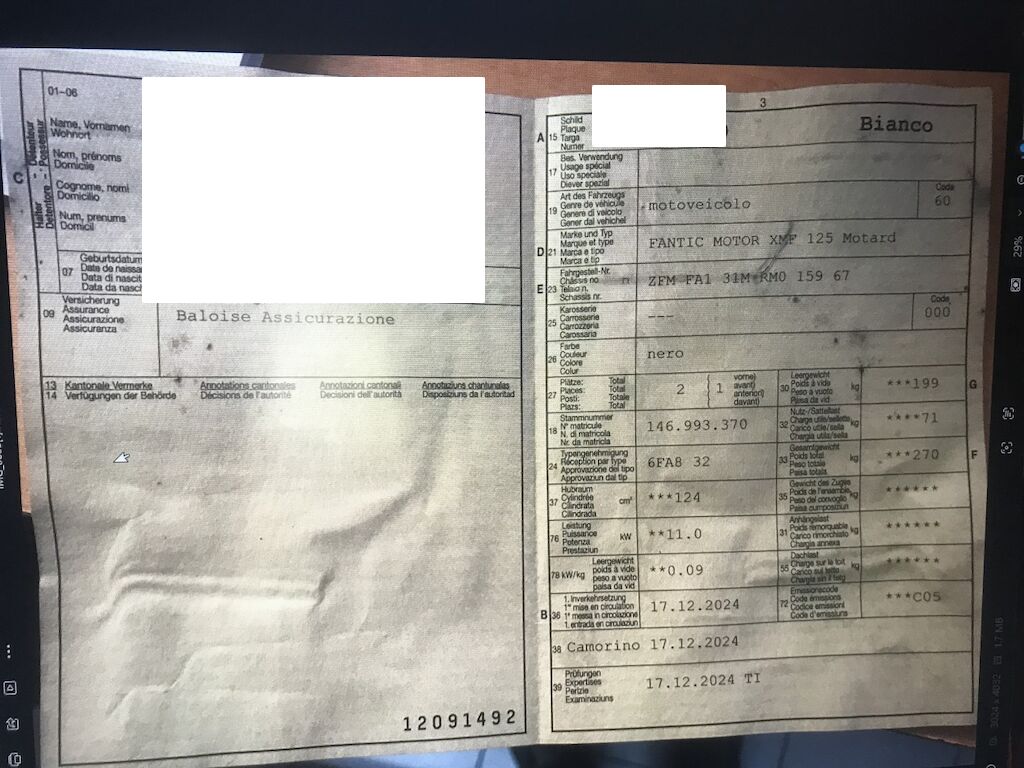 01-06
Name, Vornamen
Wohnort
Nom, prénoms
Domicile
Cognome, nomi
Domicilio
Num, prenums
Domicil
C
Halter - Détenteur
Detentore - Possessur
07
Geburtsdatum
Date de naissa
Data di nascit
Data da nasc
09
Versicherung
Assurance
Assicurazione
Assicuranza
Baloise Assicurazione
13 Kantonale Vermerke
14 Verfügungen der Behörde
Annotations cantonales
Décisions de l'autorité
Annotazioni cantonali
Decisioni dell'autorità
Annotaziuns chantunalas
Disposiziuns da l'autoritad
12091492
3
A 15
Schild
Plaque
Targa
Numer
Bianco
17
Bes. Verwendung
Usage spécial
Uso speciale
Diever spezial
19
Art des Fahrzeugs
Genre de véhicule
Genere di veicolo
Gener dal vehichel
motoveicolo
Code
60
D 21
Marke und Typ
Marque et type
Marca e tipo
Marca e tip
FANTIC MOTOR XMF 125 Motard
E 23
Fahrgestell-Nr.
Châssis no
Telaio n.
Schassis nr.
ZFM FA1 31M RM0 159 67
25
Karosserie
Carrosserie
Carrozzeria
Carossaria
---
Code
000
26
Farbe
Couleur
Colore
Colur
nero
27
Plätze: Total
Places: Total
Posti: Totale
Plazs: Total
2
1
vorne)
avant)
anteriori)
davant)
30
Leergewicht
Poids à vide
Peso a vuoto
Paisa da vid
kg
***199
G
18
Stammnummer
N° matricule
N. di matricola
Nr. da matricla
146.993.370
32
Nutz-/Sattellast
Charge utile/sellette
Carico utile/sella
Chargia utila/sella
kg
****71
24
Typengenehmigung
Réception par type
Approvazione del tipo
Approvaziun dal tip
6FA8 32
33
Gesamtgewicht
Poids total
Peso totale
Paisa totala
kg
***270
F
37
Hubraum
Cylindrée
Cilindrata
Cilindrada
cm³
***124
35
Gewicht des Zuges
Poids de l'ensemble
Peso del convoglio
Paisa cumposiziun
kg
******
76
Leistung
Puissance
Potenza
Prestaziun
kW
**11.0
31
Anhängelast
Poids remorquable
Carico rimorchiato
Chargia annexa
kg
******
78 kW/kg
Leergewicht
poids à vide
peso a vuoto
paisa da vid
**0.09
55
Dachlast
Charge sur le toit
Carico sul tetto
Chargia sin il tetg
kg
******
B 36
1. Inverkehrsetzung
1re mise en circulation
1a messa in circolazione
1. entrada en circulaziun
17.12.2024
72
Emissionscode
Code émissions
Codice emissioni
Code d'emissiuns
***C05
38 Camorino 17.12.2024
39
Prüfungen
Expertises
Perizie
Examinaziuns
17.12.2024 TI
29%
3024 x 4032
1.7 MB